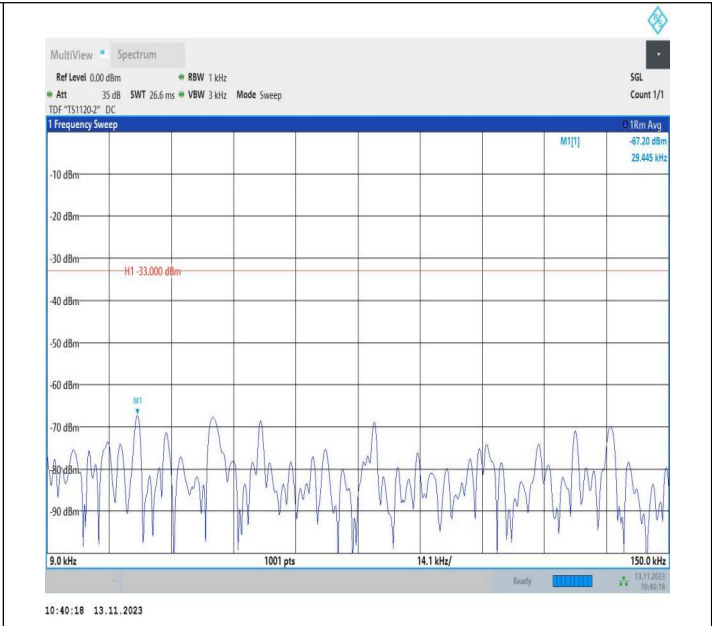 MultiView Spectrum
Ref Level 0.00 dBm RBW 1 kHz SGL
Att 35 dB SWT 26.6 ms VBW 3 kHz Mode Sweep Count 1/1
TDF "TS1120-2" DC
1 Frequency Sweep 1Rm Avg
M1[1] -67.20 dBm
29.445 kHz
-10 dBm
-20 dBm
-30 dBm
H1 -33.000 dBm
-40 dBm
-50 dBm
-60 dBm
M1
-70 dBm
-80 dBm
-90 dBm
9.0 kHz 1001 pts 14.1 kHz/ 150.0 kHz
Ready 13.11.2023
10:40:18
10:40:18 13.11.2023